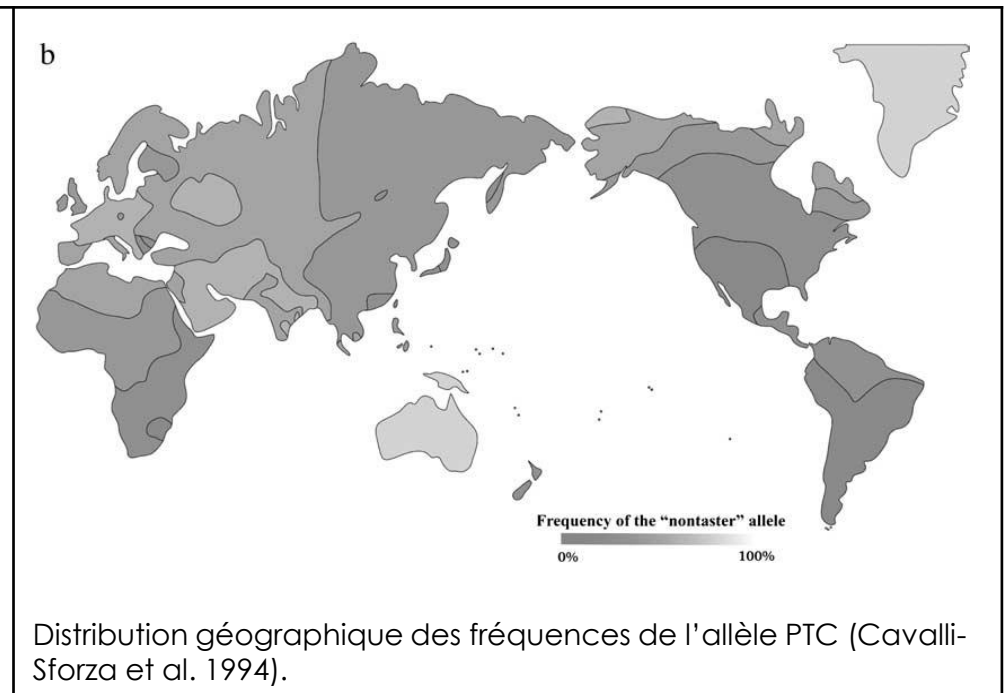 b
Frequency of the “nontaster” allele
0% 100%
Distribution géographique des fréquences de l’allèle PTC (Cavalli-
Sforza et al. 1994).